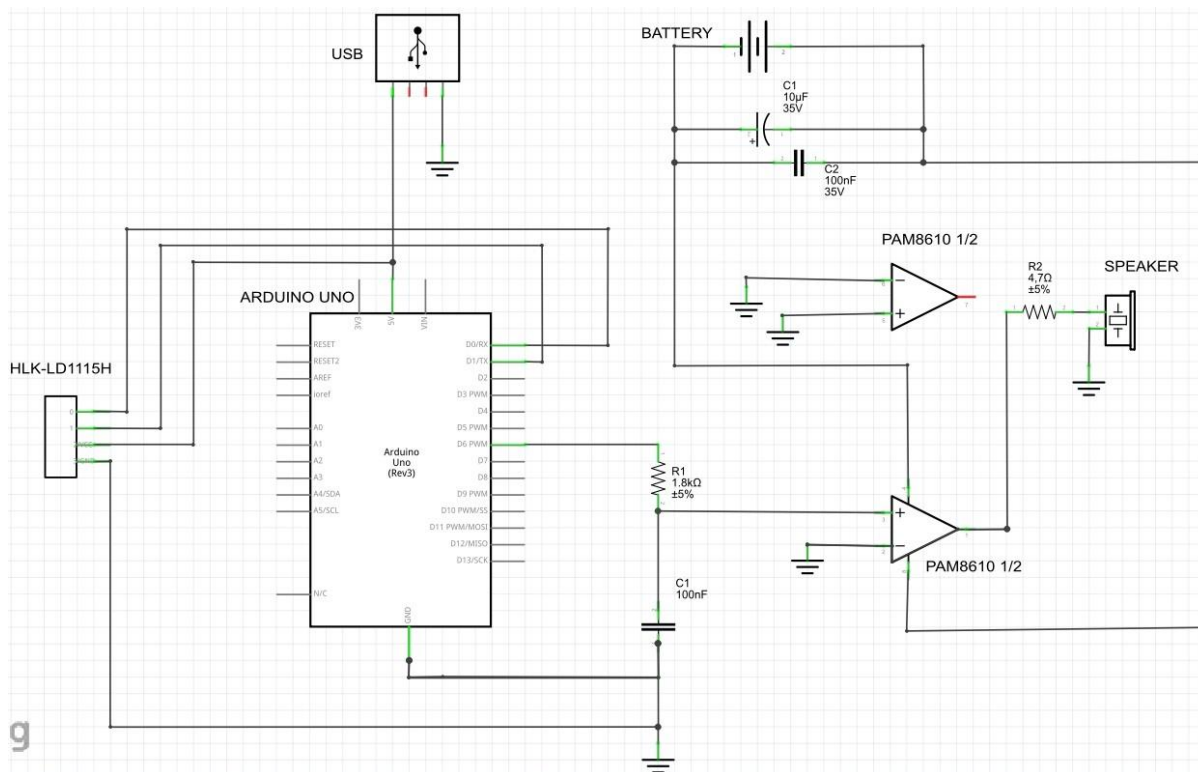 USB
BATTERY
C1
10µF
35V
C2
100nF
35V
PAM8610 1/2
R2
4,7Ω
±5%
SPEAKER
ARDUINO UNO
3V3
5V
VIN
RESET
RESET2
AREF
ioref
A0
A1
A2
A3
A4/SDA
A5/SCL
N/C
D0/RX
D1/TX
D2
D3 PWM
D4
D5 PWM
D6 PWM
D7
D8
D9 PWM
D10 PWM/SS
D11 PWM/MOSI
D12/MISO
D13/SCK
Arduino
Uno
(Rev3)
GND
HLK-LD1115H
R1
1.8kΩ
±5%
C1
100nF
PAM8610 1/2
g